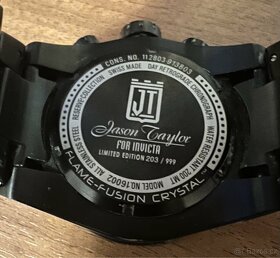 CONS. NO. 112803-913803
SWISS MADE DAY RETROGRADE CHRONOGRAPH
WATER RESISTANT 200 MT
MODEL NO.16002
ALL STAINLESS STEEL
RESERVE COLLECTION
JT
Jason Taylor
FOR INVICTA
LIMITED EDITION 203 / 999
FLAME-FUSION CRYSTAL